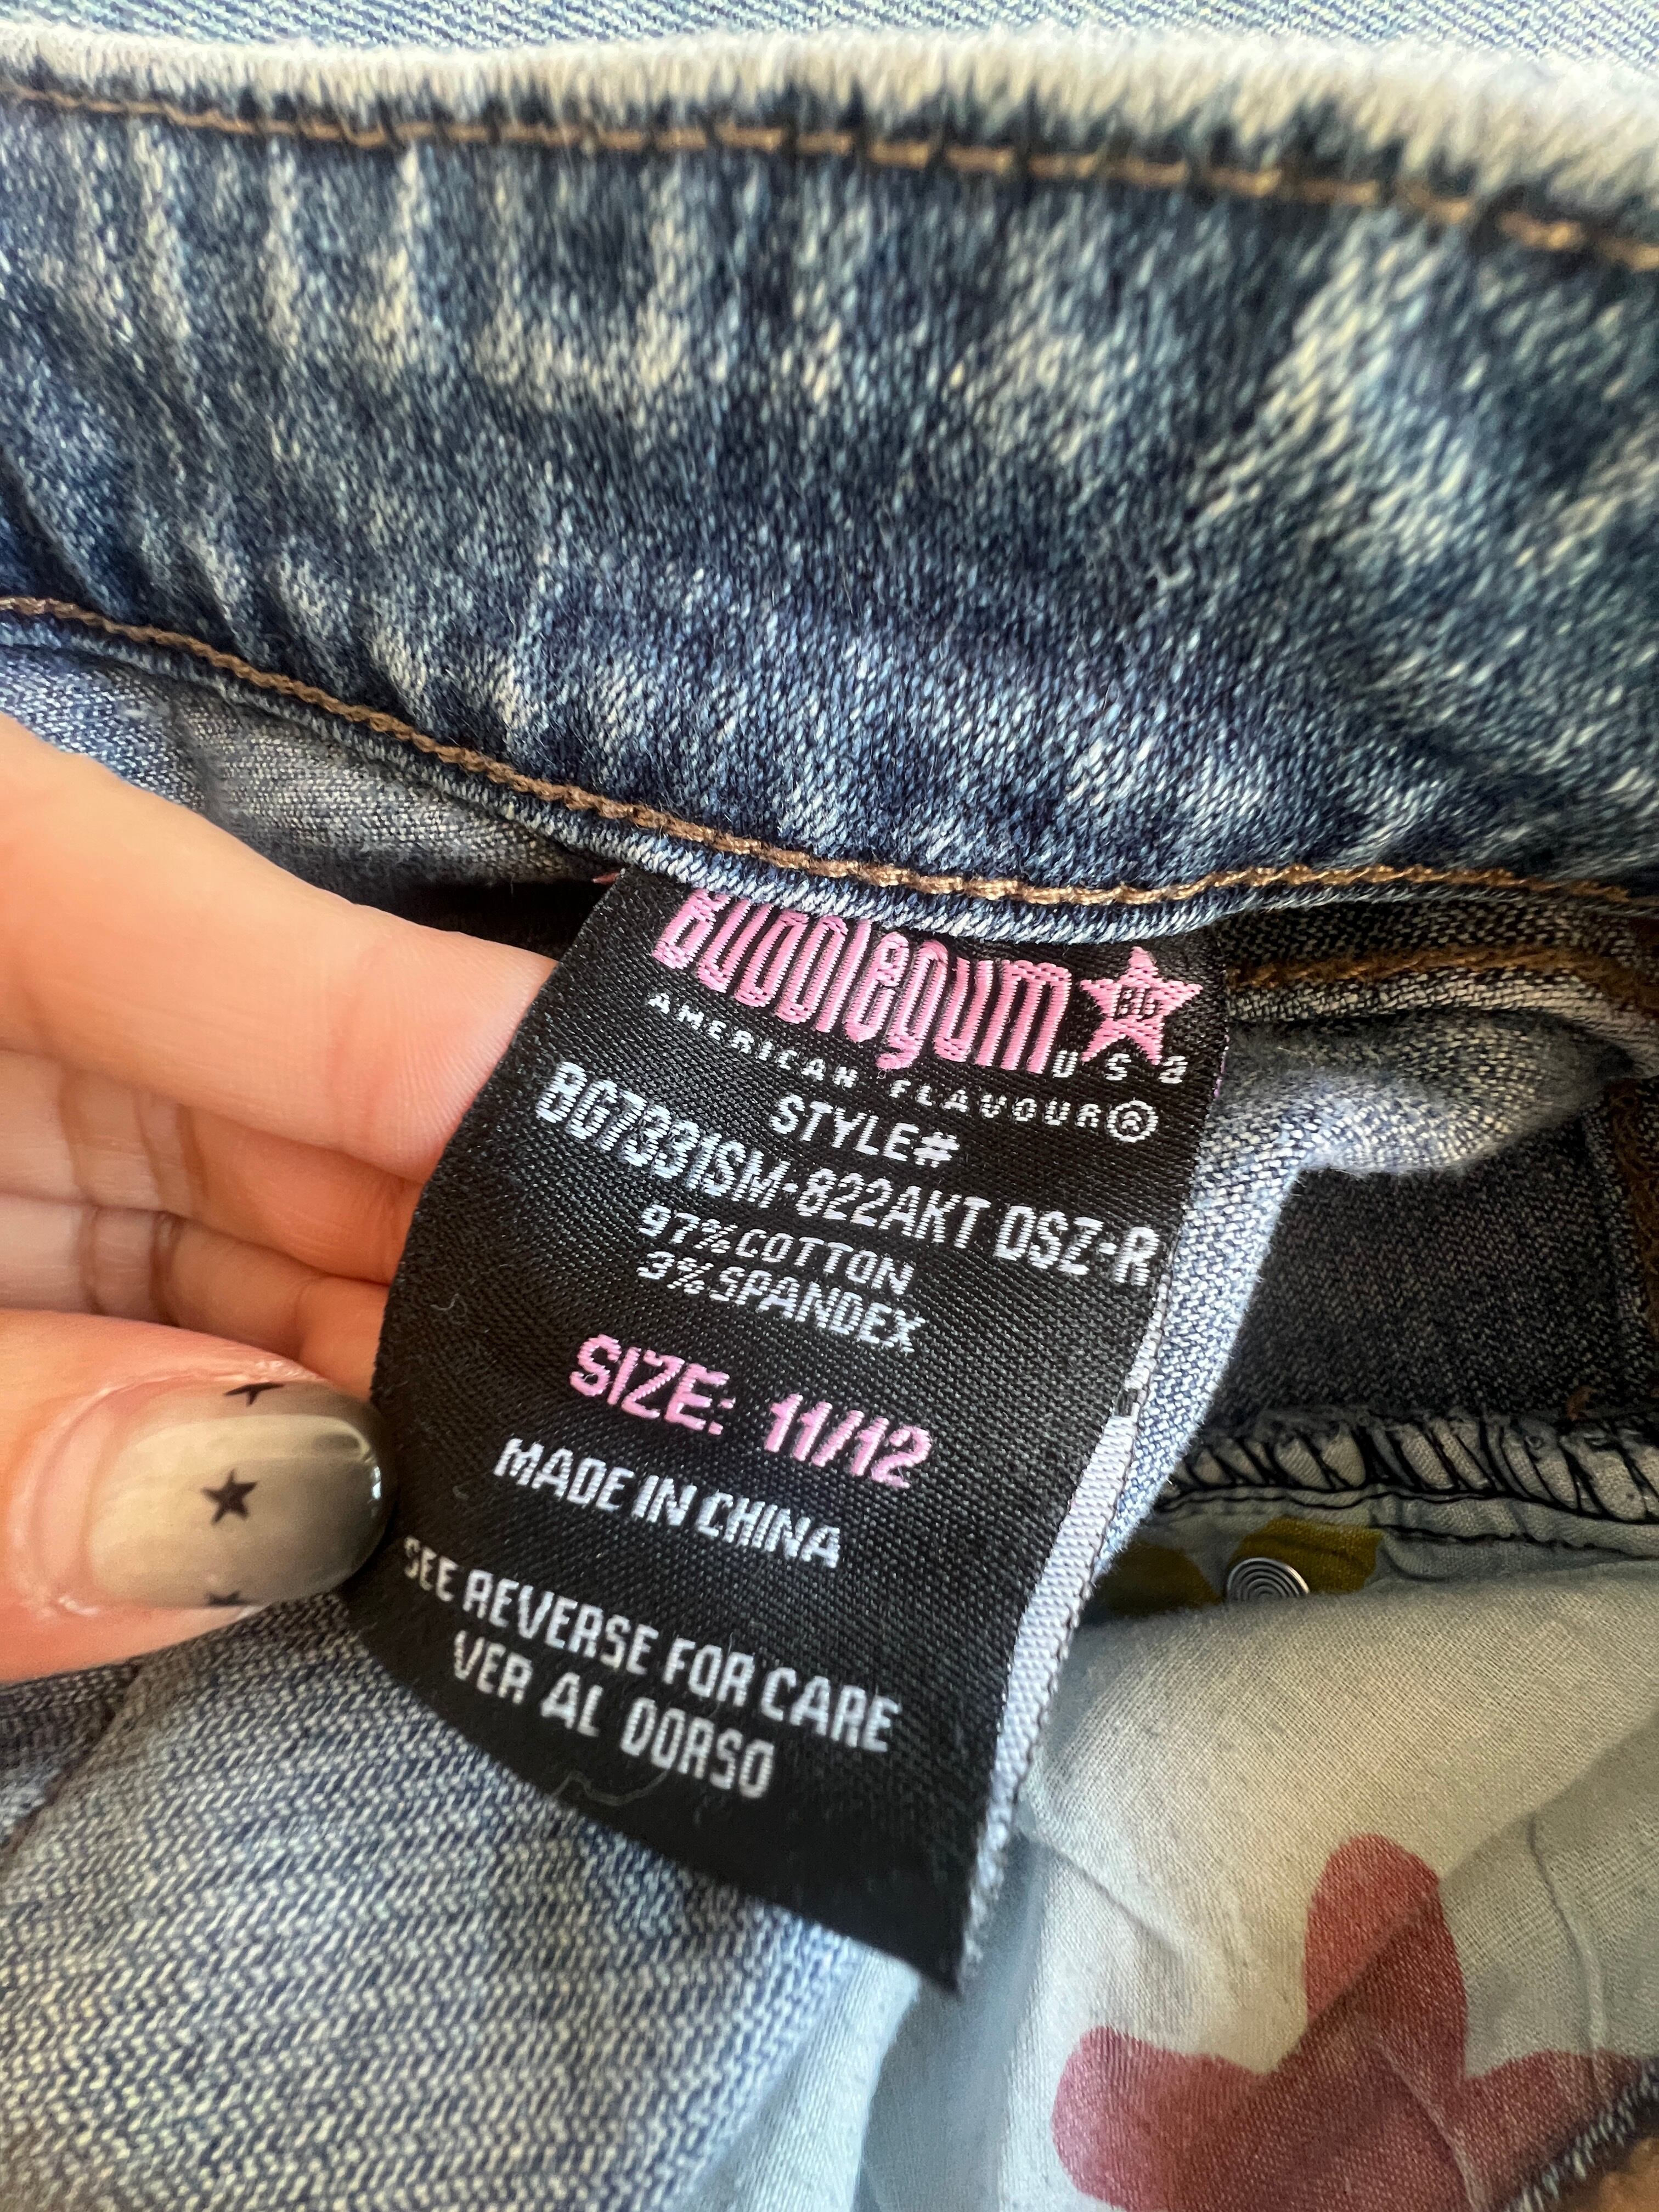 Bubblegum
BG
USa
AMERICAN FLAVOUR®
STYLE#
BG7331SM-822AKT DSZ-R
97%COTTON
3%SPANDEX
SIZE: 11/12
MADE IN CHINA
SEE REVERSE FOR CARE
VER AL DORSO